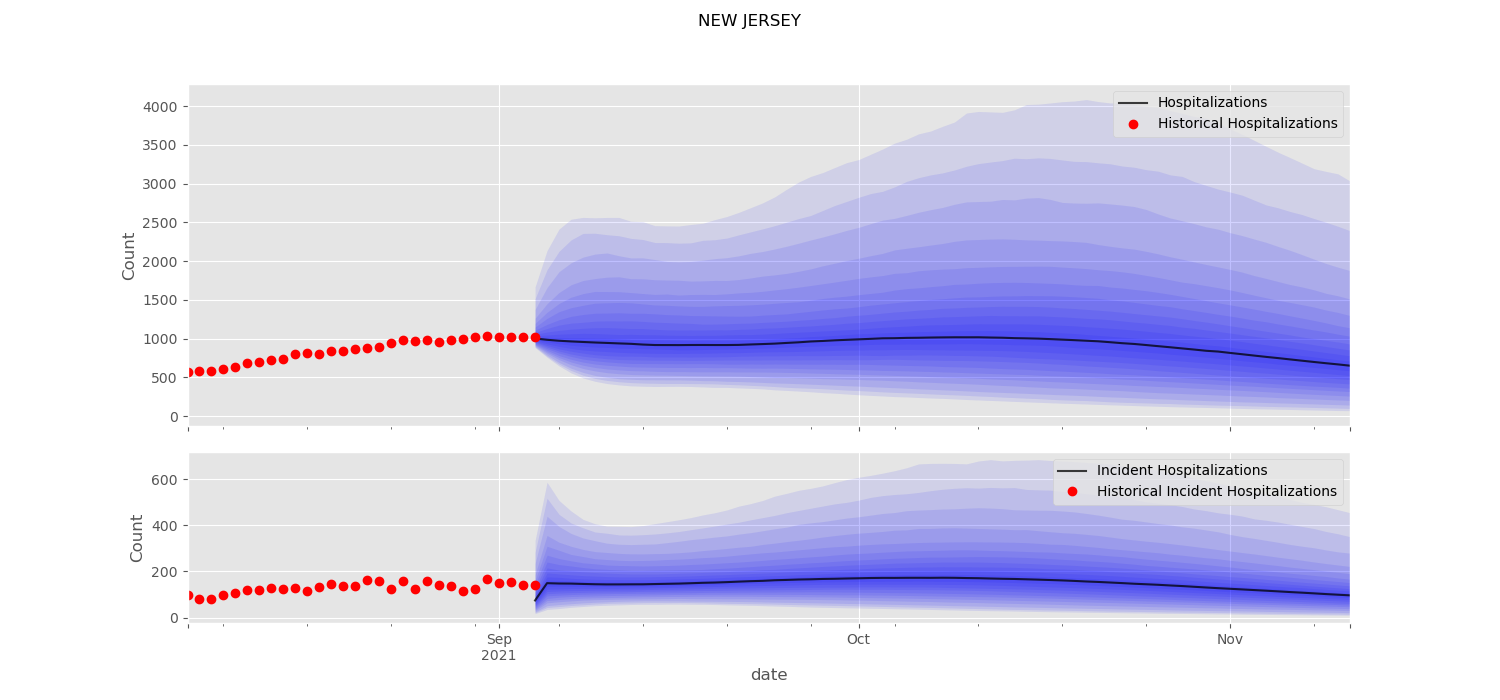 NEW JERSEY
4000
3500
3000
2500
2000
1500
1000
500
0
Count
Hospitalizations
Historical Hospitalizations
600
400
200
0
Count
Incident Hospitalizations
Historical Incident Hospitalizations
Sep
2021
Oct
Nov
date